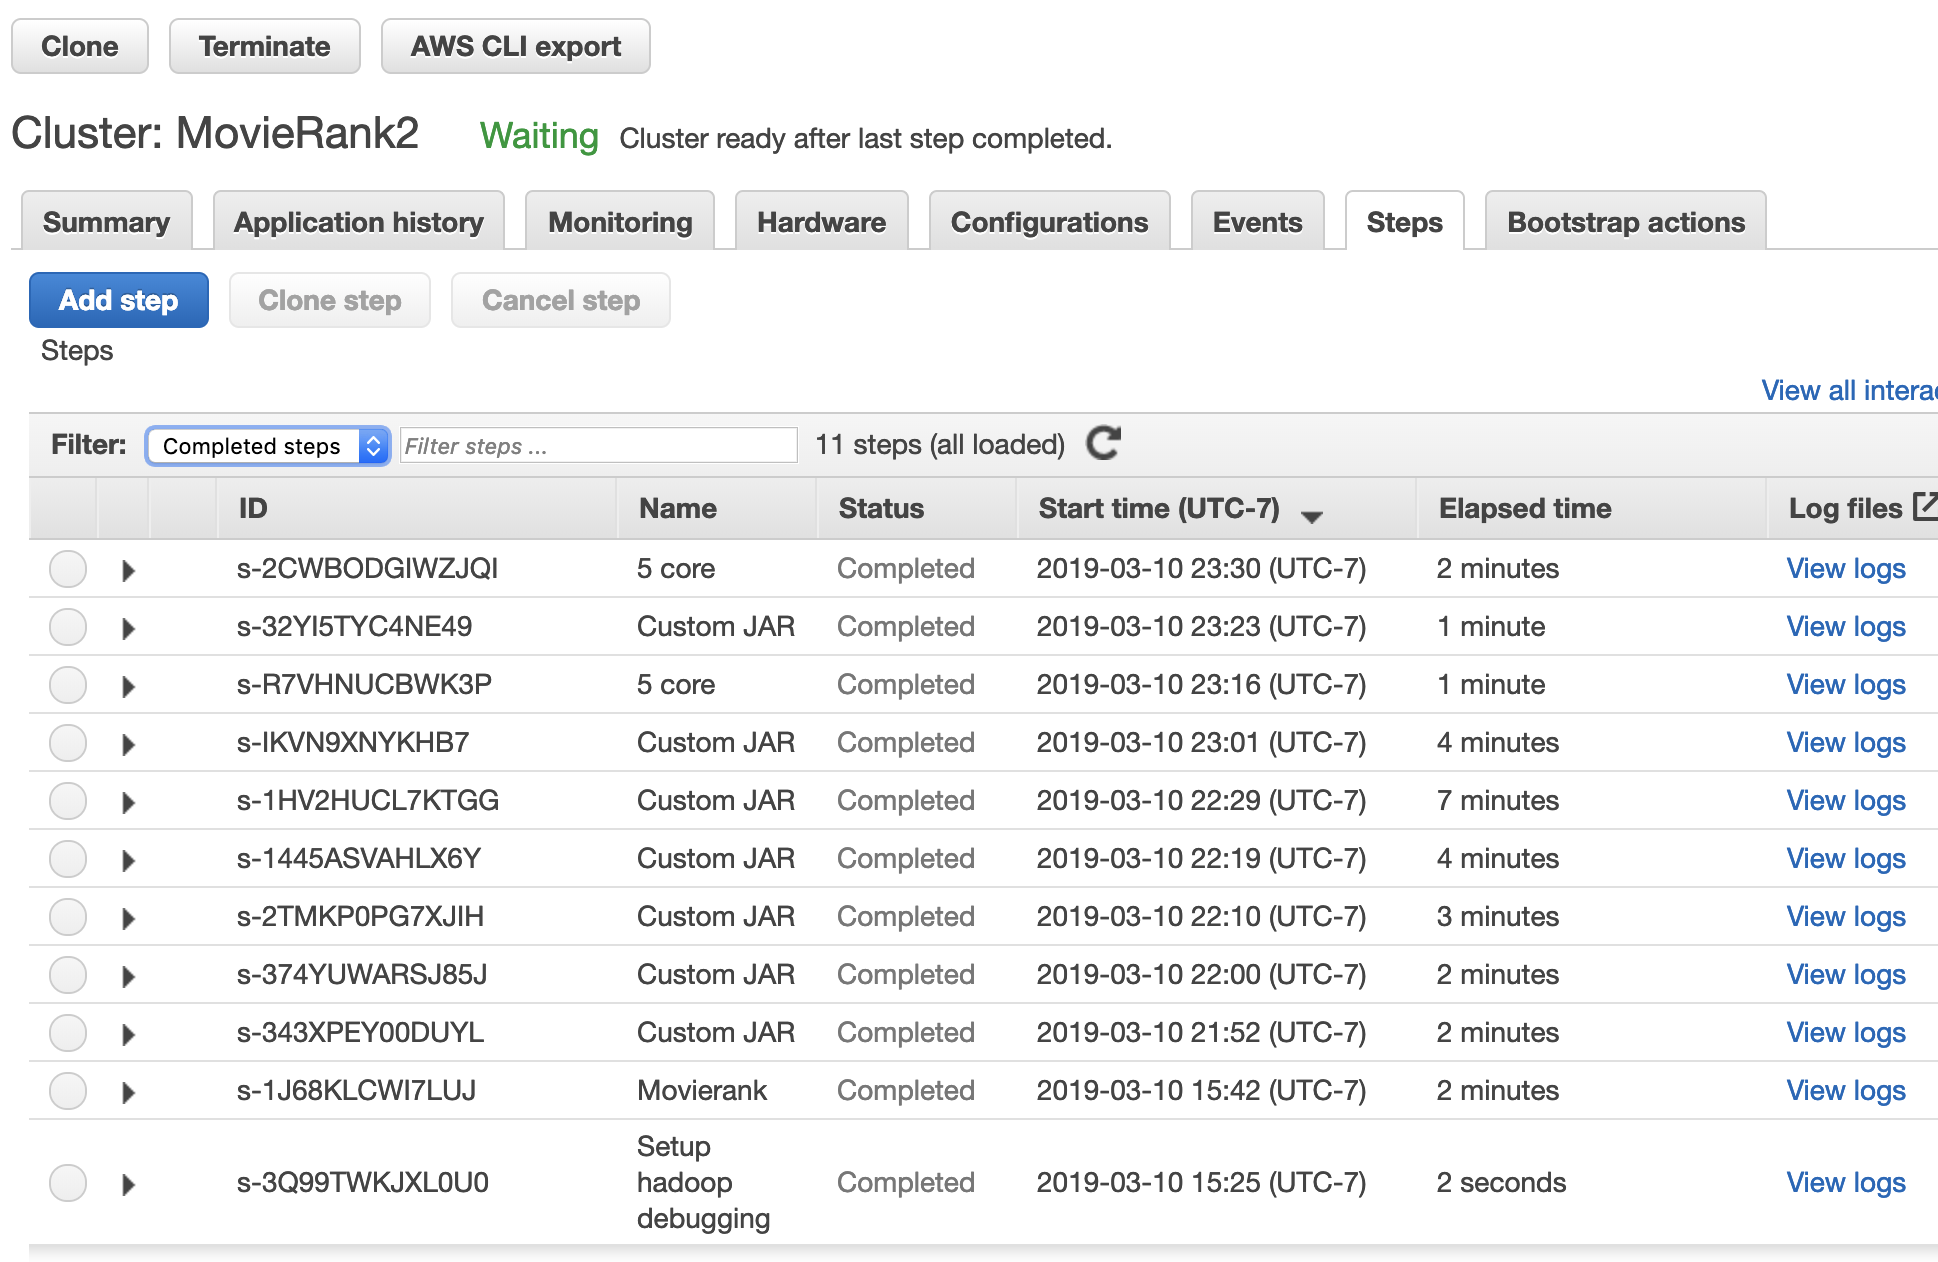 Clone Terminate AWS CLI export
Cluster: MovieRank2 Waiting Cluster ready after last step completed.
Summary Application history Monitoring Hardware Configurations Events Steps Bootstrap actions
Add step Clone step Cancel step
Steps
View all
Filter: Completed steps Filter steps ... 11 steps (all loaded)
ID Name Status Start time (UTC-7) Elapsed time Log files
s-2CWBODGIWZJQI 5 core Completed 2019-03-10 23:30 (UTC-7) 2 minutes View logs
s-32YI5TYC4NE49 Custom JAR Completed 2019-03-10 23:23 (UTC-7) 1 minute View logs
s-R7VHNUCBWK3P 5 core Completed 2019-03-10 23:16 (UTC-7) 1 minute View logs
s-IKVN9XNYKHB7 Custom JAR Completed 2019-03-10 23:01 (UTC-7) 4 minutes View logs
s-1HV2HUCL7KTGG Custom JAR Completed 2019-03-10 22:29 (UTC-7) 7 minutes View logs
s-1445ASVAHLX6Y Custom JAR Completed 2019-03-10 22:19 (UTC-7) 4 minutes View logs
s-2TMKP0PG7XJIH Custom JAR Completed 2019-03-10 22:10 (UTC-7) 3 minutes View logs
s-374YUWARSJ85J Custom JAR Completed 2019-03-10 22:00 (UTC-7) 2 minutes View logs
s-343XPEY00DUYL Custom JAR Completed 2019-03-10 21:52 (UTC-7) 2 minutes View logs
s-1J68KLCWI7LUJ Movierank Completed 2019-03-10 15:42 (UTC-7) 2 minutes View logs
Setup
s-3Q99TWKJXL0U0 hadoop Completed 2019-03-10 15:25 (UTC-7) 2 seconds View logs
debugging